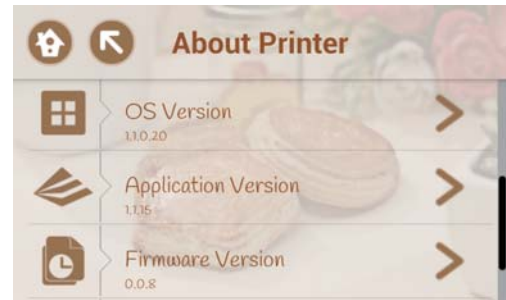 About Printer
OS Version
1.1.0.20
Application Version
1.1.15
Firmware Version
0.0.8